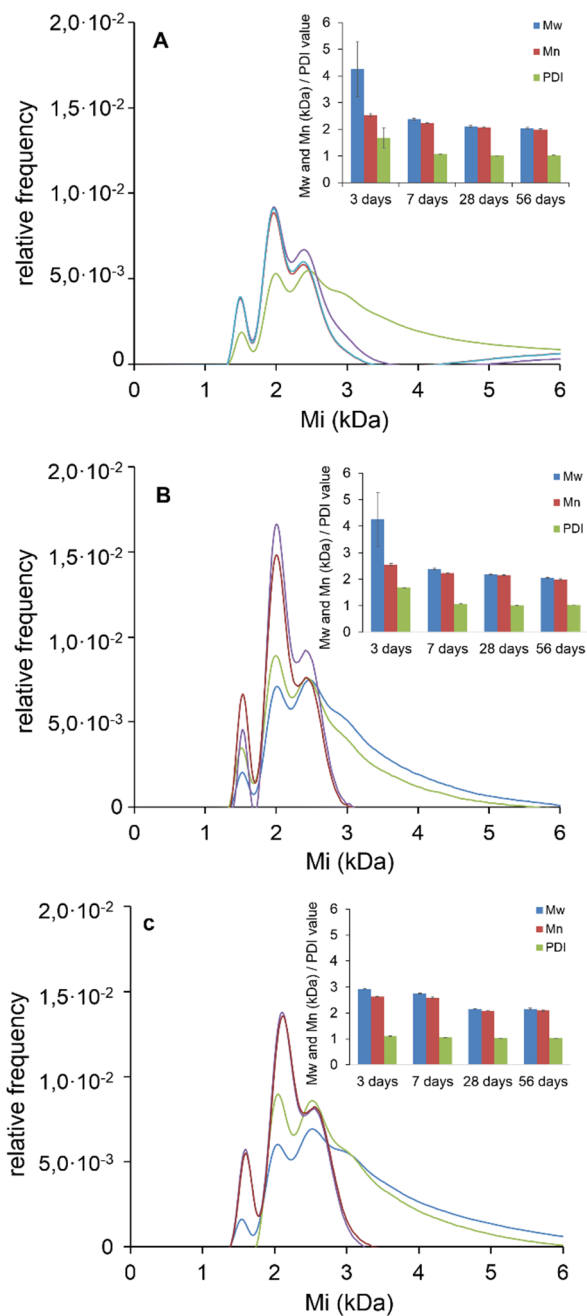 A
relative frequency
2,0·10⁻²
1,5·10⁻²
1,0·10⁻²
5,0·10⁻³
0
0 1 2 3 4 5 6
Mi (kDa)
Mw and Mn (kDa) / PDI value
6
5
4
3
2
1
0
3 days 7 days 28 days 56 days
Mw
Mn
PDI
B
relative frequency
2,0·10⁻²
1,5·10⁻²
1,0·10⁻²
5,0·10⁻³
0
0 1 2 3 4 5 6
Mi (kDa)
Mw and Mn (kDa) / PDI value
6
5
4
3
2
1
0
3 days 7 days 28 days 56 days
Mw
Mn
PDI
c
relative frequency
2,0·10⁻²
1,5·10⁻²
1,0·10⁻²
5,0·10⁻³
0
0 1 2 3 4 5 6
Mi (kDa)
Mw and Mn (kDa) / PDI value
6
5
4
3
2
1
0
3 days 7 days 28 days 56 days
Mw
Mn
PDI